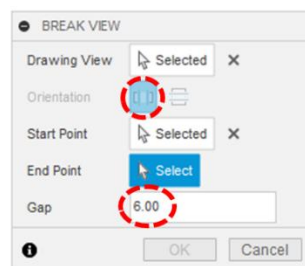 BREAK VIEW
Drawing View Selected
Orientation
Start Point Selected
End Point Select
Gap 6.00
OK Cancel